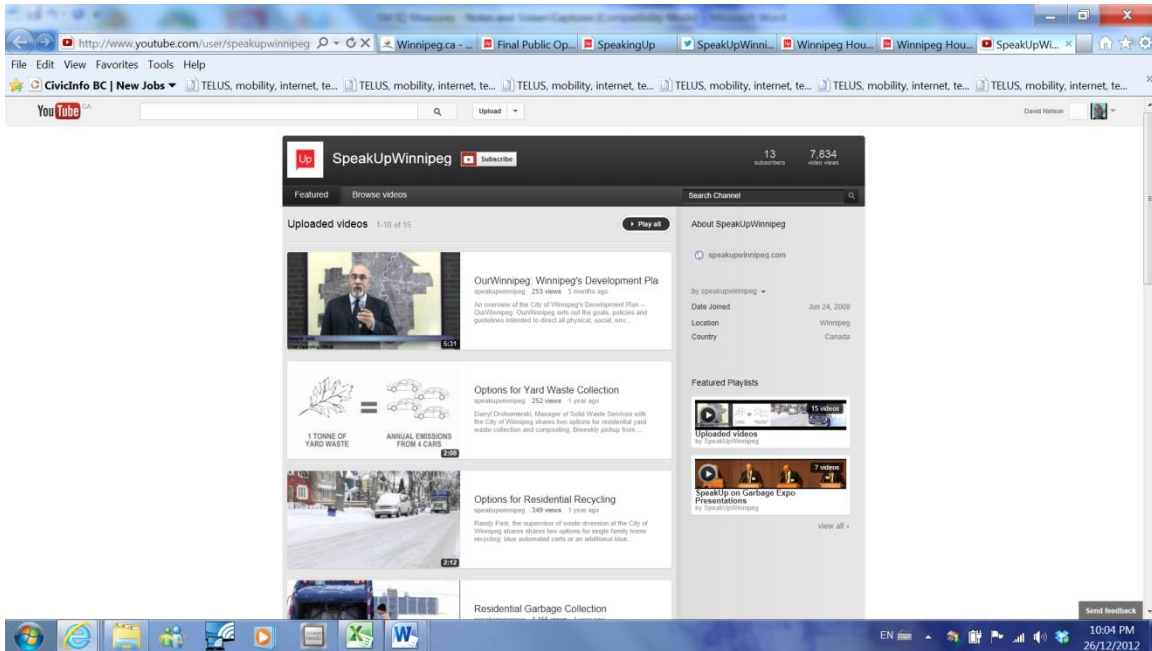 SM IQ Measures - Notes and Screen Captures [Compatibility Mode] - Microsoft Word
http://www.youtube.com/user/speakupwinnipeg
Winnipeg.ca - ... Final Public Op... SpeakingUp SpeakUpWinni... Winnipeg Hou... Winnipeg Hou... SpeakUpWi...
File Edit View Favorites Tools Help
CivicInfo BC | New Jobs TELUS, mobility, internet, te... TELUS, mobility, internet, te... TELUS, mobility, internet, te... TELUS, mobility, internet, te... TELUS, mobility, internet, te... TELUS, mobility, internet, te...
YouTube CA Upload David Nelson
Up SpeakUpWinnipeg Subscribe 13 subscribers 7,834 video views
Featured Browse videos Search Channel
Uploaded videos 1-10 of 15 Play all
OurWinnipeg: Winnipeg's Development Pla
speakupwinnipeg 253 views 5 months ago
An overview of the City of Winnipeg's Development Plan --
OurWinnipeg. OurWinnipeg sets out the goals, policies and
guidelines intended to direct all physical, social, env...
5:31
1 TONNE OF YARD WASTE
=
ANNUAL EMISSIONS FROM 4 CARS
2:08
Options for Yard Waste Collection
speakupwinnipeg 252 views 1 year ago
Darryl Drohomerski, Manager of Solid Waste Services with
the City of Winnipeg shares two options for residential yard
waste collection and composting: Biweekly pickup from ...
Options for Residential Recycling
speakupwinnipeg 349 views 1 year ago
Randy Park, the supervisor of waste diversion at the City of
Winnipeg shares shares two options for single family home
recycling: blue automated carts or an additional blue...
2:12
Residential Garbage Collection
About SpeakUpWinnipeg
speakupwinnipeg.com
by speakupwinnipeg
Date Joined Jun 24, 2009
Location Winnipeg
Country Canada
Featured Playlists
15 videos
Uploaded videos
by SpeakUpWinnipeg
7 videos
SpeakUp on Garbage Expo
Presentations
by SpeakUpWinnipeg
view all ›
Send feedback
EN
10:04 PM
26/12/2012